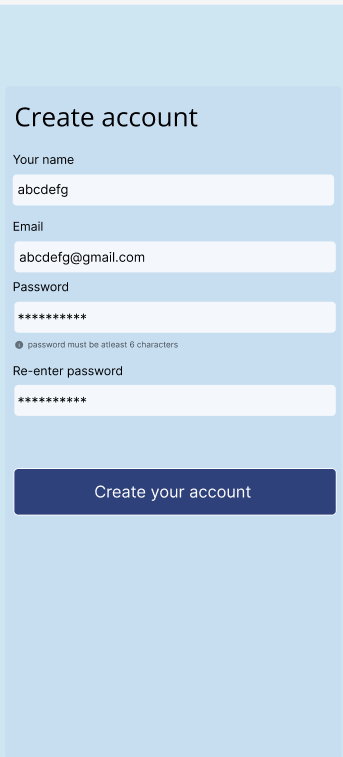 Create account
Your name
abcdefg
Email
abcdefg@gmail.com
Password
**********
password must be atleast 6 characters
Re-enter password
**********
Create your account